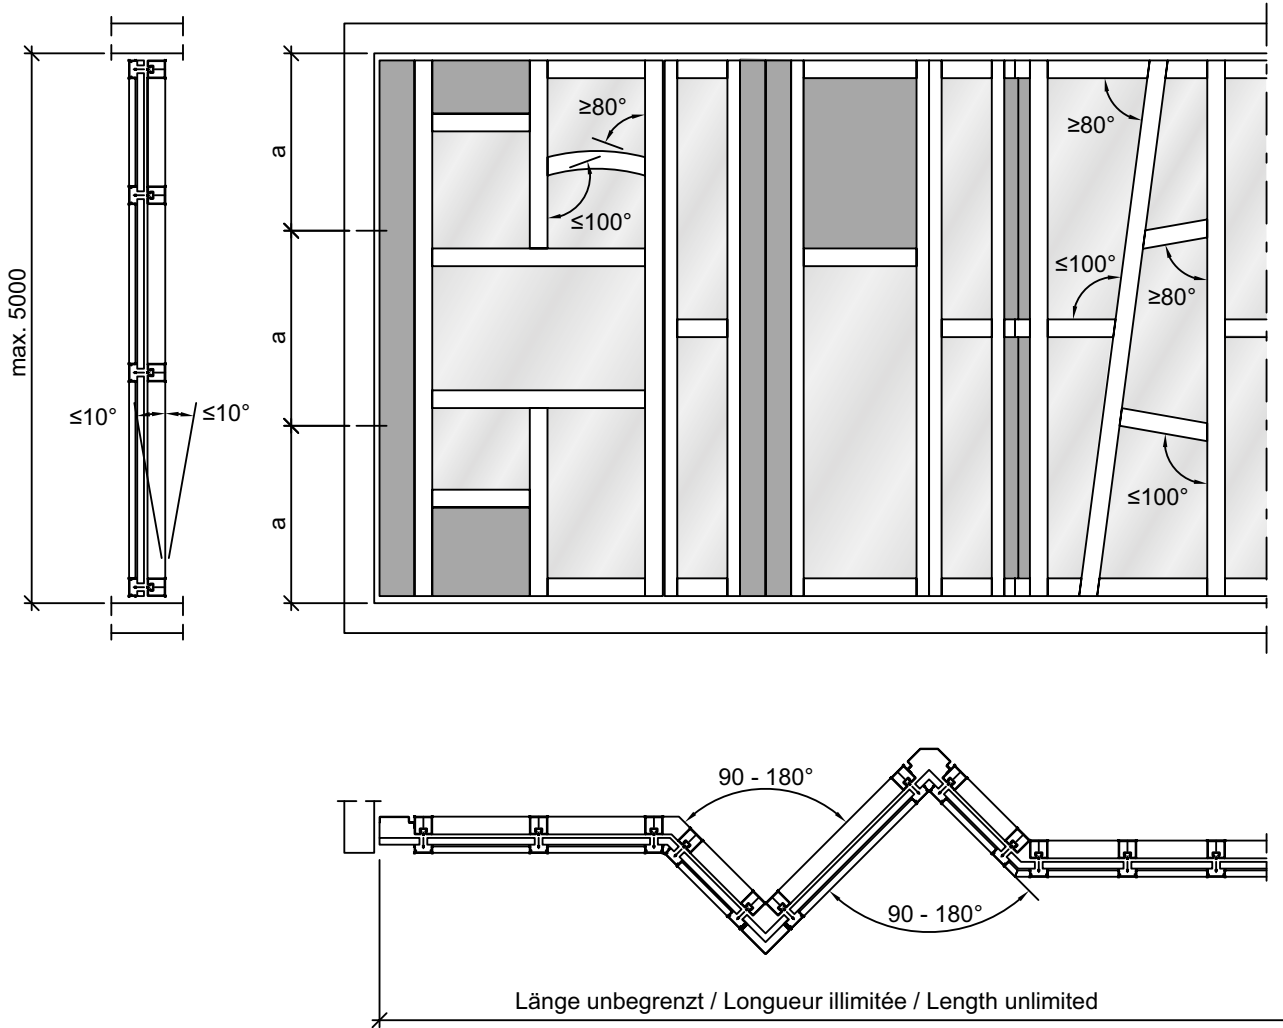 ≥80°
≥80°
a
≤100°
≤100°
≥80°
max. 5000
a
≤10°
≤10°
≤100°
a
90 - 180°
90 - 180°
Länge unbegrenzt / Longueur illimitée / Length unlimited